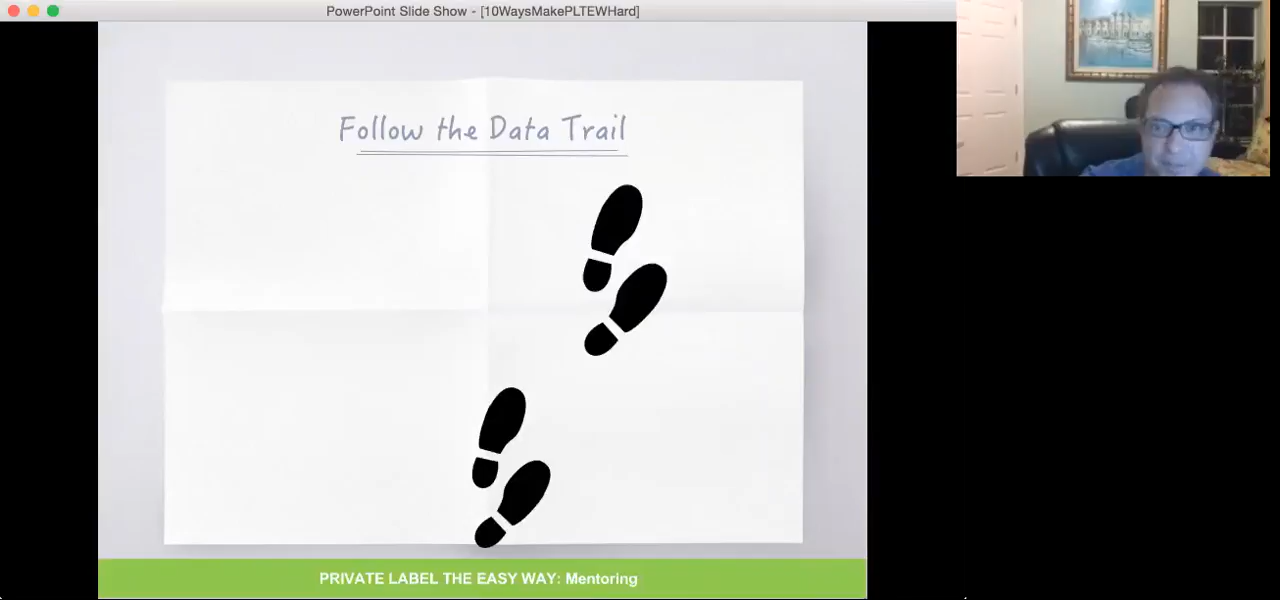 PowerPoint Slide Show - [10WaysMakePLTEWHard]
Follow the Data Trail
PRIVATE LABEL THE EASY WAY: Mentoring